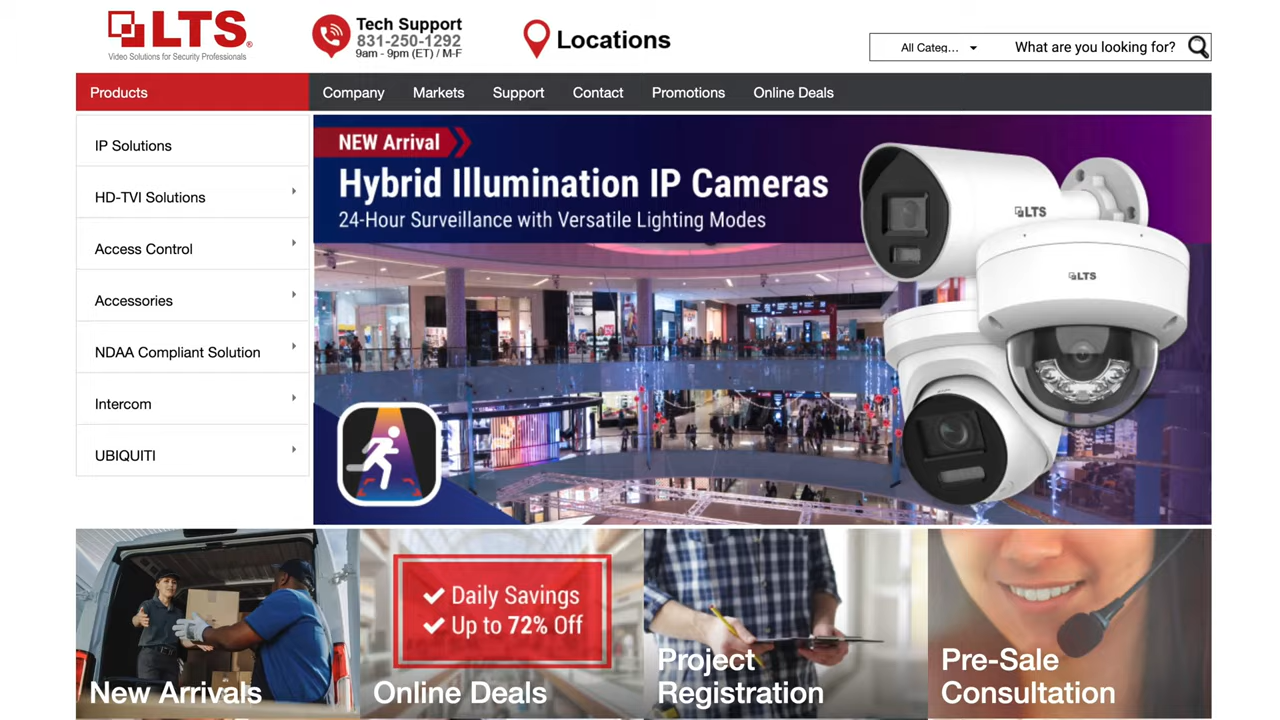 LTS
Video Solutions for Security Professionals
Tech Support
831-250-1292
9am - 9pm (ET) / M-F
Locations
All Categ...
What are you looking for?
Products
Company
Markets
Support
Contact
Promotions
Online Deals
IP Solutions
HD-TVI Solutions
Access Control
Accessories
NDAA Compliant Solution
Intercom
UBIQUITI
NEW Arrival
Hybrid Illumination IP Cameras
24-Hour Surveillance with Versatile Lighting Modes
LTS
LTS
New Arrivals
Daily Savings
Up to 72% Off
Online Deals
Project
Registration
Pre-Sale
Consultation